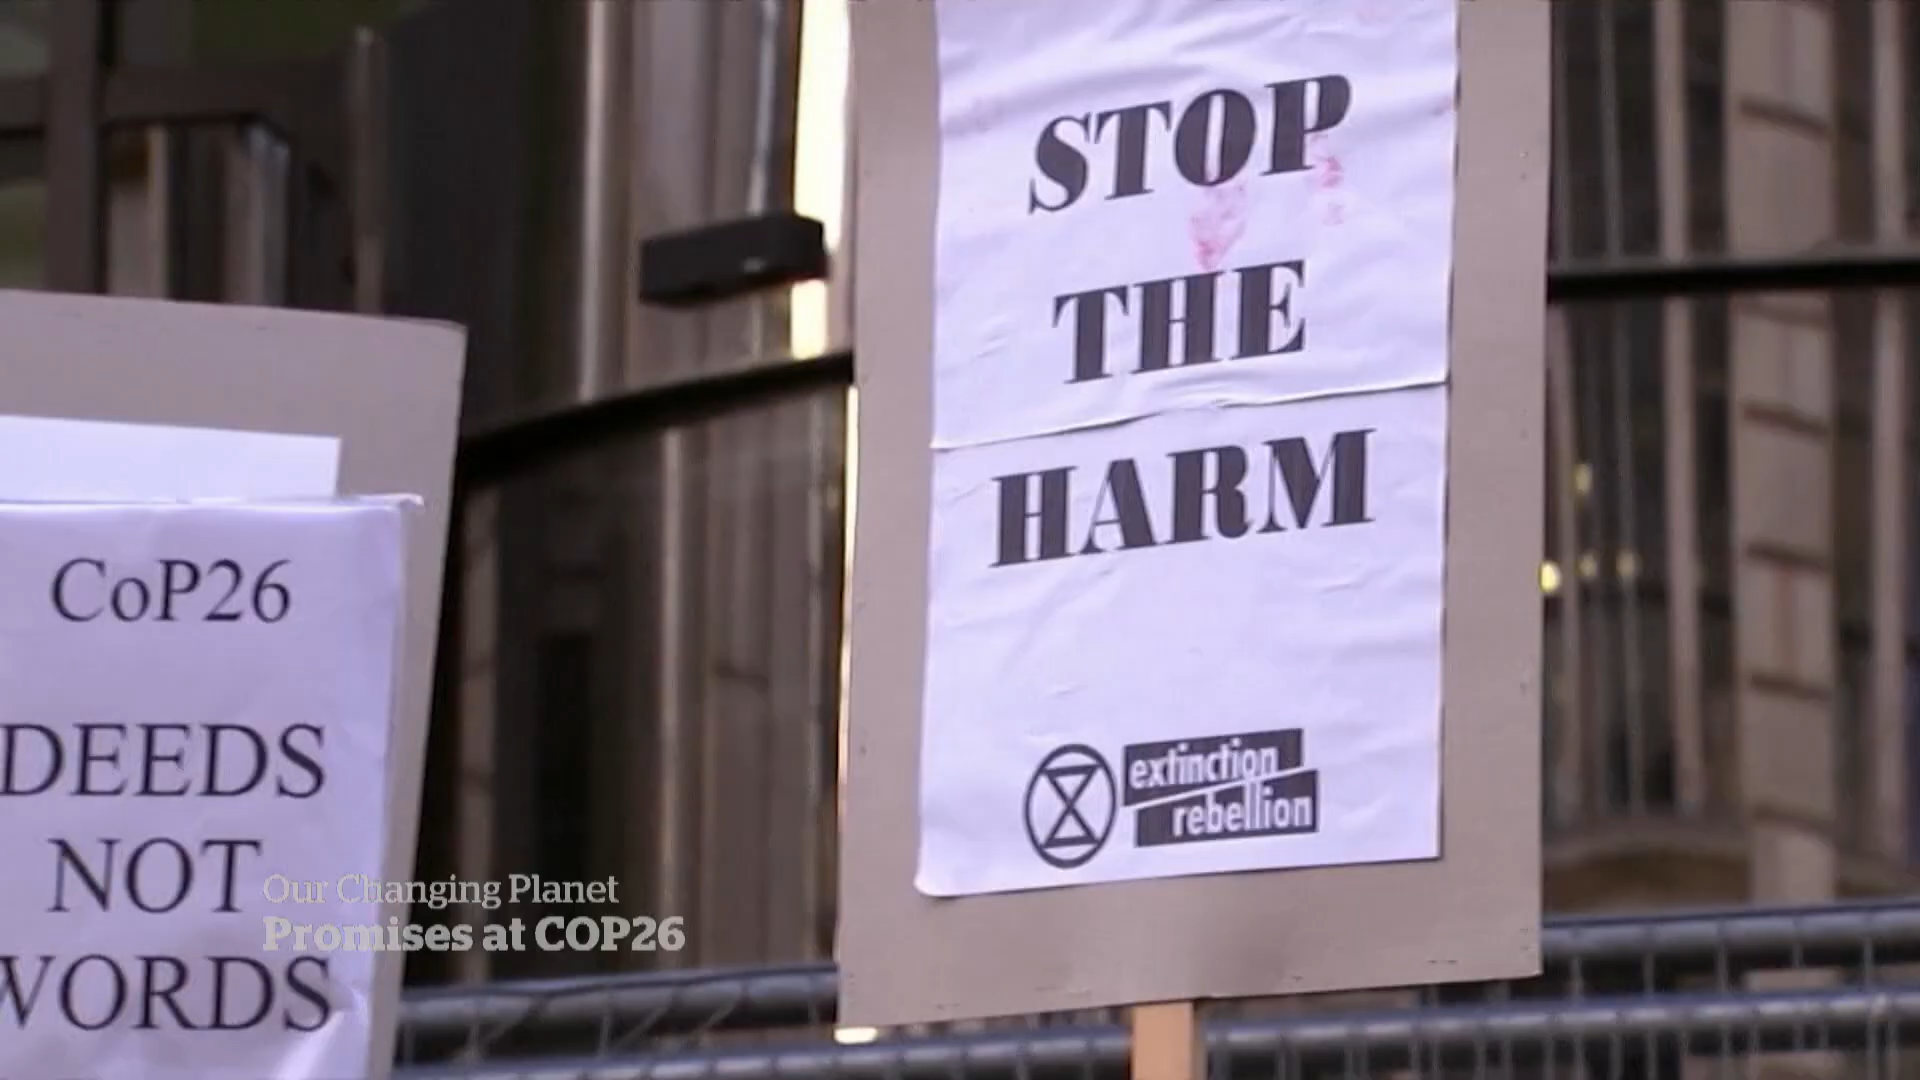 STOP
THE
HARM
extinction
rebellion
CoP26
DEEDS
NOT
WORDS
Our Changing Planet
Promises at COP26